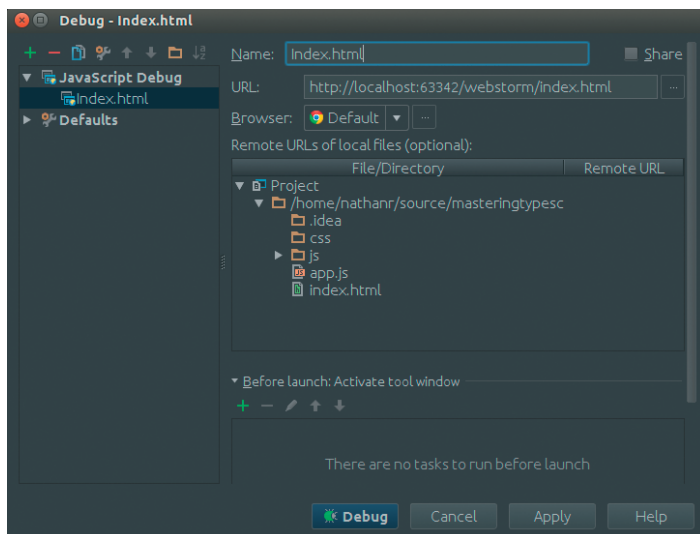 Debug - Index.html
Name: Index.html Share
JavaScript Debug
URL: http://localhost:63342/webstorm/index.html ...
Index.html
Defaults
Browser: Default ...
Remote URLs of local files (optional):
File/Directory Remote URL
Project
/home/nathanr/source/masteringtypesc
.idea
css
js
app.js
index.html
Before launch: Activate tool window
There are no tasks to run before launch
Debug Cancel Apply Help